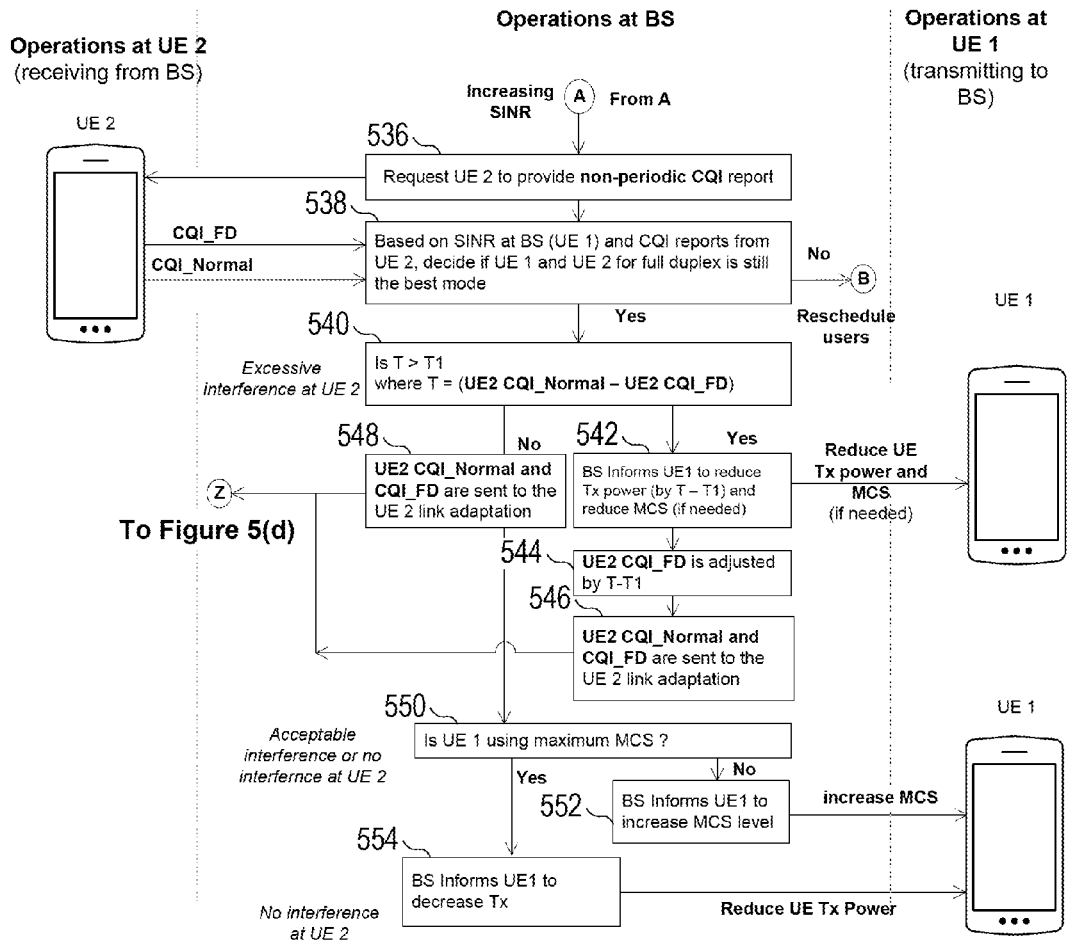 Operations at BS
Operations at UE 2
(receiving from BS)
Operations at
UE 1
(transmitting to
BS)
Increasing
SINR
A
From A
UE 2
536
Request UE 2 to provide non-periodic CQI report
538
CQI_FD
CQI_Normal
Based on SINR at BS (UE 1) and CQI reports from
UE 2, decide if UE 1 and UE 2 for full duplex is still
the best mode
No
B
Reschedule
users
UE 1
Yes
540
Excessive
interference at UE 2
Is T > T1
where T = (UE2 CQI_Normal – UE2 CQI_FD)
548
No
542
Yes
UE2 CQI_Normal and
CQI_FD are sent to the
UE 2 link adaptation
BS Informs UE1 to reduce
Tx power (by T – T1) and
reduce MCS (if needed)
Reduce UE
Tx power and
MCS
(if needed)
Z
To Figure 5(d)
544
UE2 CQI_FD is adjusted
by T-T1
546
UE2 CQI_Normal and
CQI_FD are sent to the
UE 2 link adaptation
550
Acceptable
interference or no
interfernce at UE 2
Is UE 1 using maximum MCS ?
UE 1
Yes
No
552
BS Informs UE1 to
increase MCS level
increase MCS
554
BS Informs UE1 to
decrease Tx
Reduce UE Tx Power
No interference
at UE 2